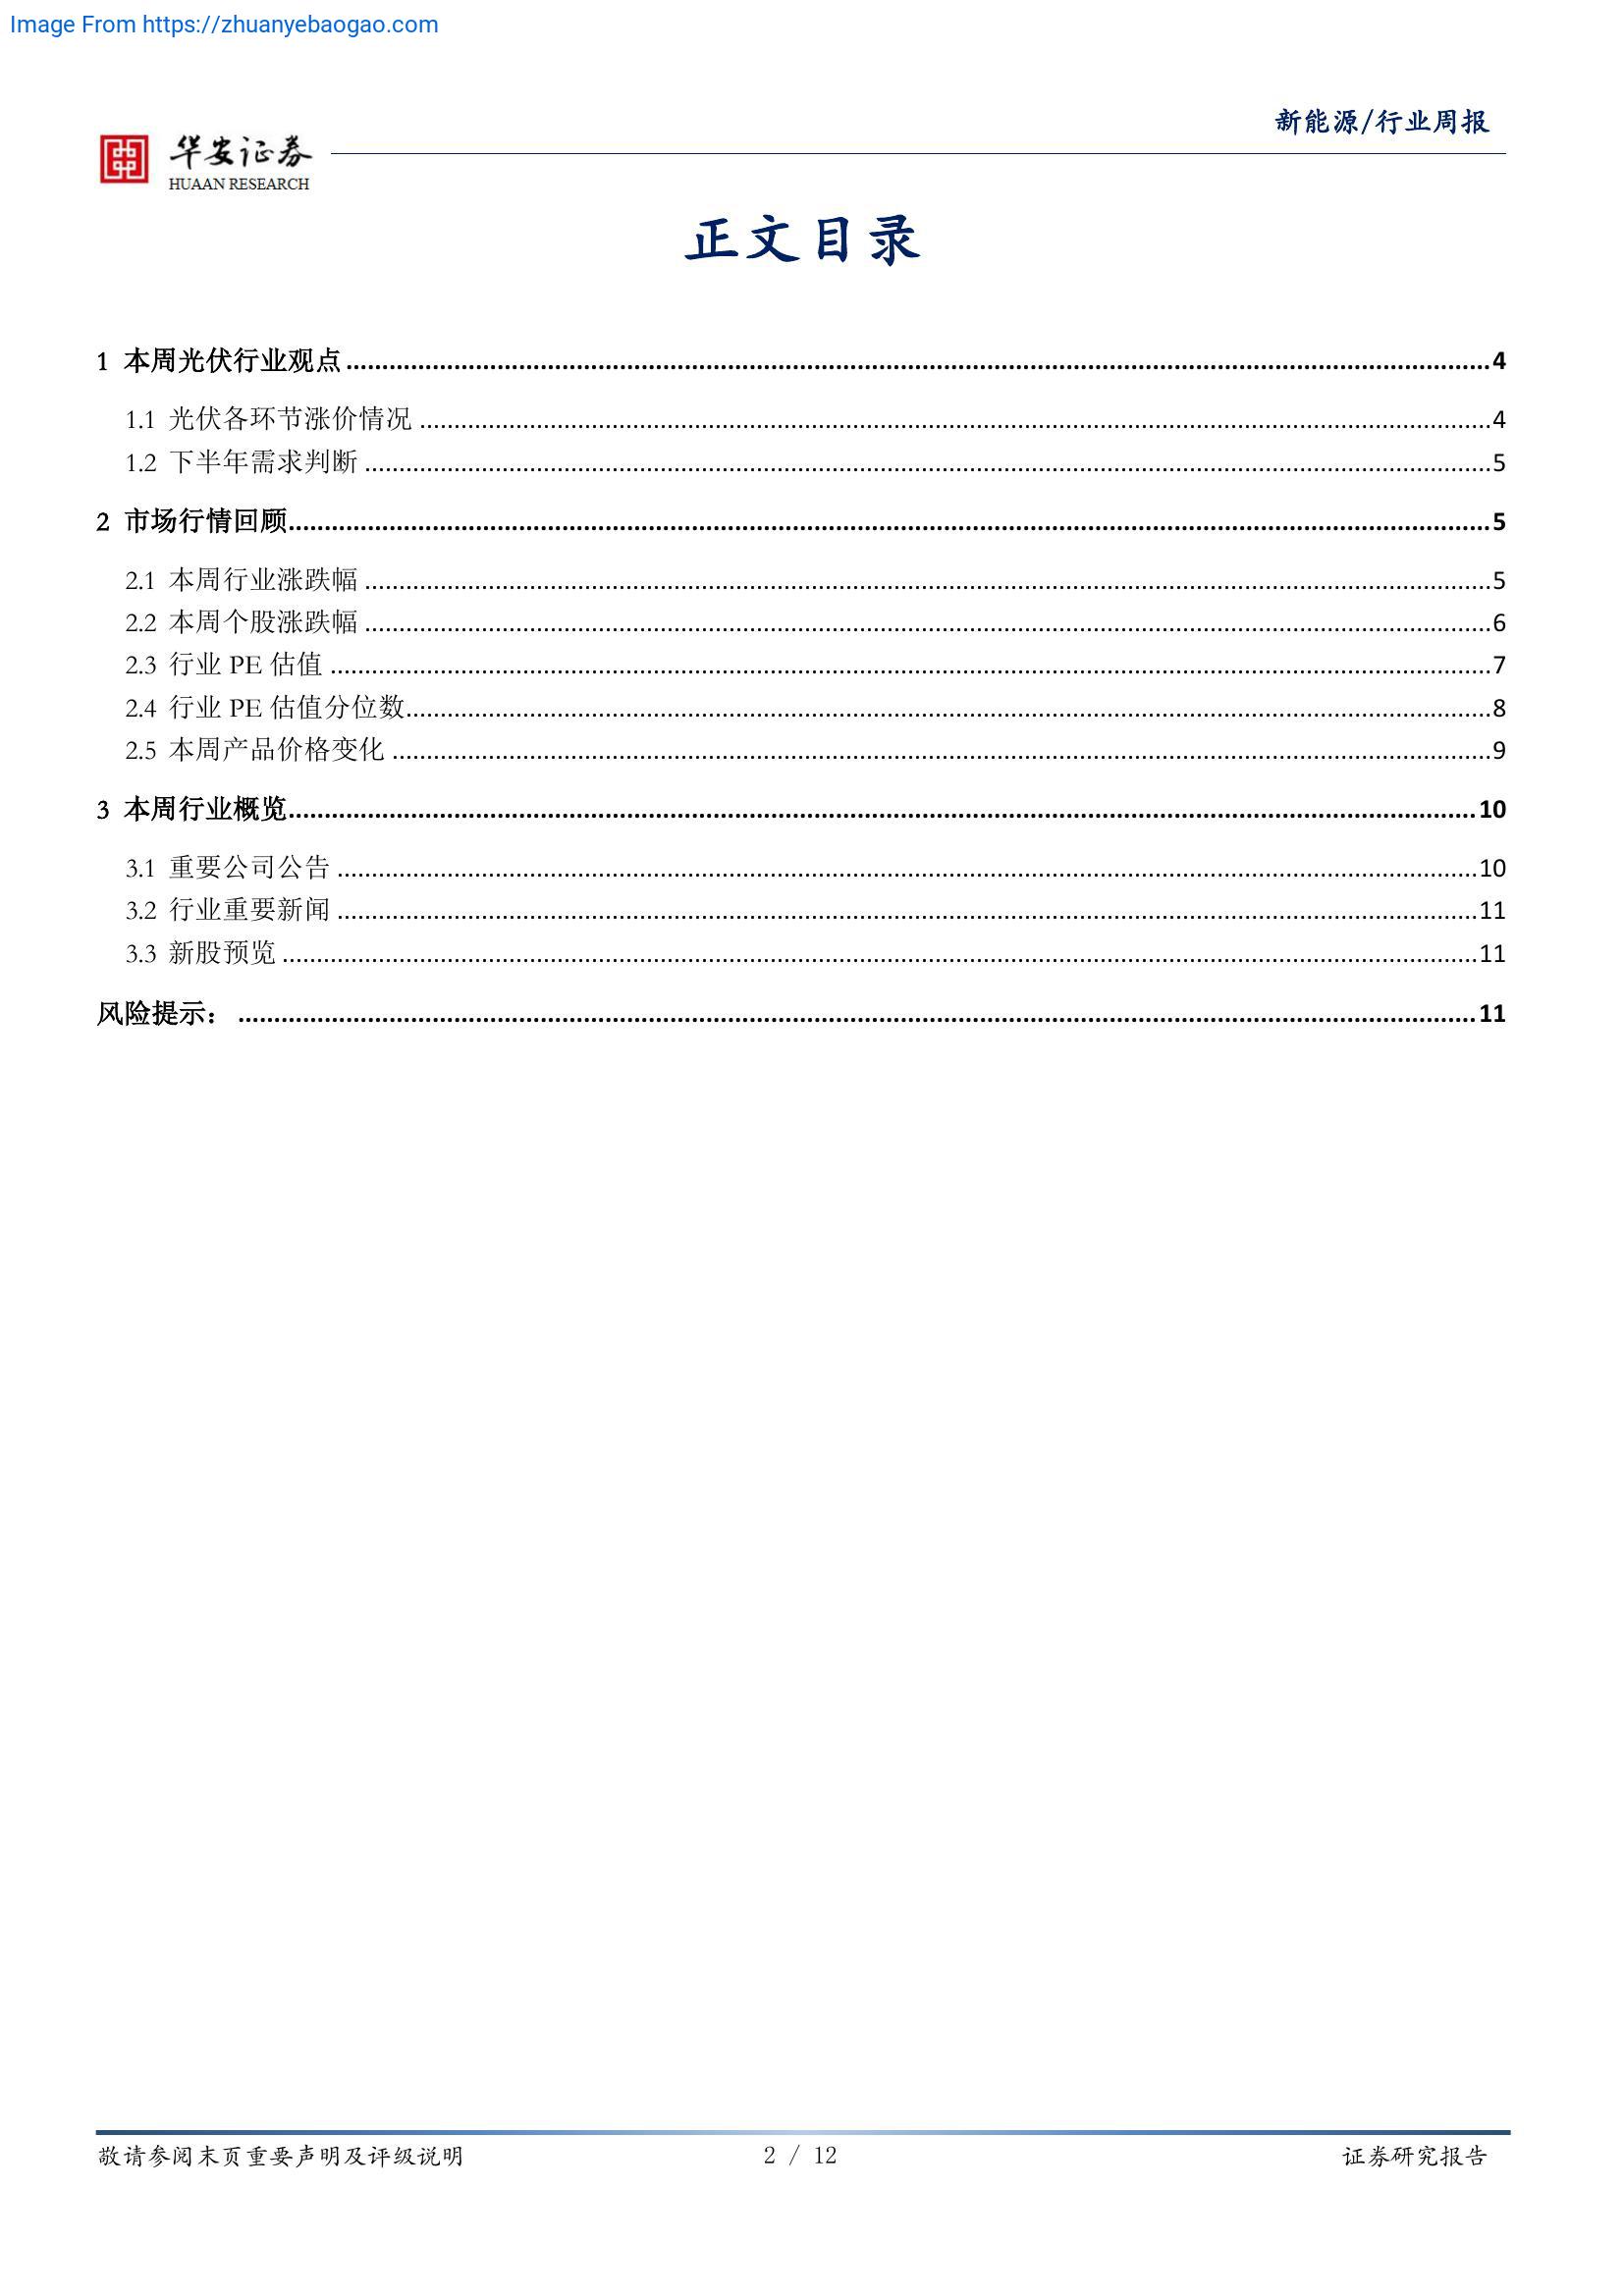 Image From https://zhuanyebaogao.com
新能源/行业周报
华安证券
HUAAN RESEARCH
正文目录
1 本周光伏行业观点 4
1.1 光伏各环节涨价情况 4
1.2 下半年需求判断 5
2 市场行情回顾 5
2.1 本周行业涨跌幅 5
2.2 本周个股涨跌幅 6
2.3 行业 PE 估值 7
2.4 行业 PE 估值分位数 8
2.5 本周产品价格变化 9
3 本周行业概览 10
3.1 重要公司公告 10
3.2 行业重要新闻 11
3.3 新股预览 11
风险提示： 11
敬请参阅末页重要声明及评级说明 2 / 12 证券研究报告